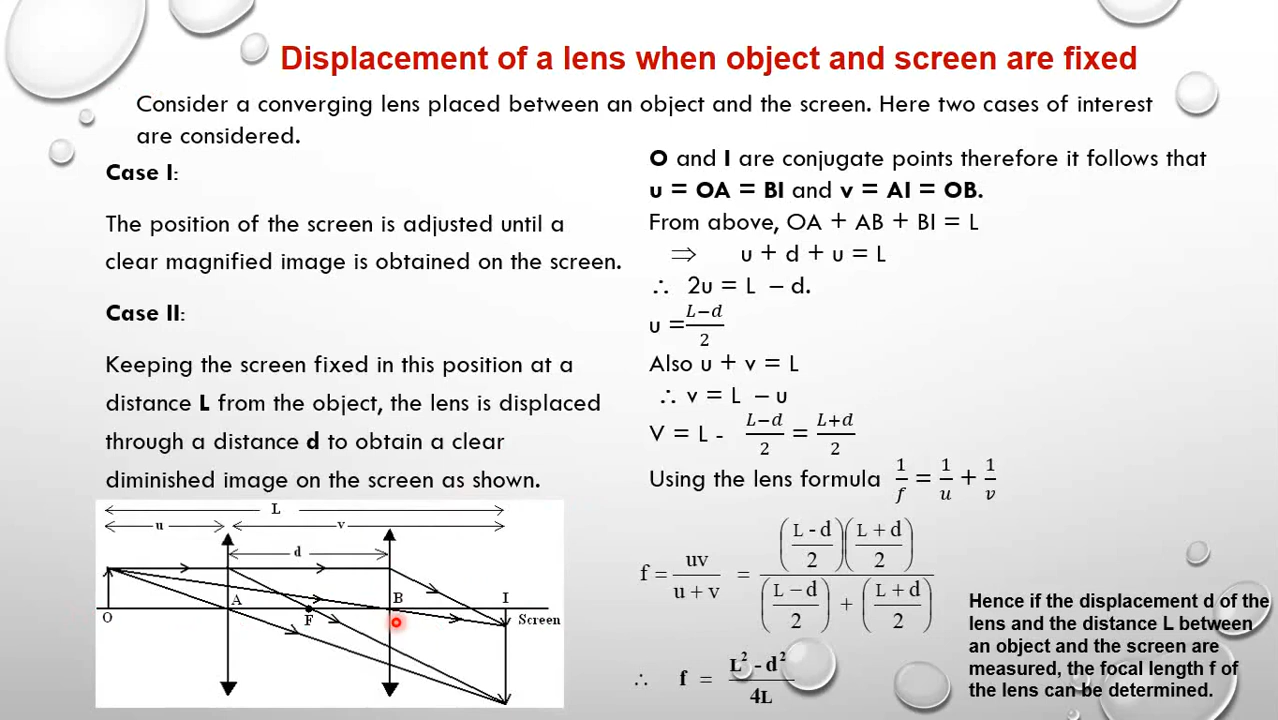 Displacement of a lens when object and screen are fixed
Consider a converging lens placed between an object and the screen. Here two cases of interest
are considered.
Case I:
The position of the screen is adjusted until a
clear magnified image is obtained on the screen.
Case II:
Keeping the screen fixed in this position at a
distance L from the object, the lens is displaced
through a distance d to obtain a clear
diminished image on the screen as shown.
L
u
v
d
A
B
I
O
F
Screen
O and I are conjugate points therefore it follows that
u = OA = BI and v = AI = OB.
From above, OA + AB + BI = L
⇒ u + d + u = L
∴ 2u = L – d.
u = (L−d)/2
Also u + v = L
∴ v = L – u
V = L - (L−d)/2 = (L+d)/2
Using the lens formula 1/f = 1/u + 1/v
f = uv/(u + v) = ((L - d)/2)((L + d)/2) / (((L – d)/2) + ((L + d)/2))
∴ f = (L² - d²)/4L
Hence if the displacement d of the
lens and the distance L between
an object and the screen are
measured, the focal length f of
the lens can be determined.